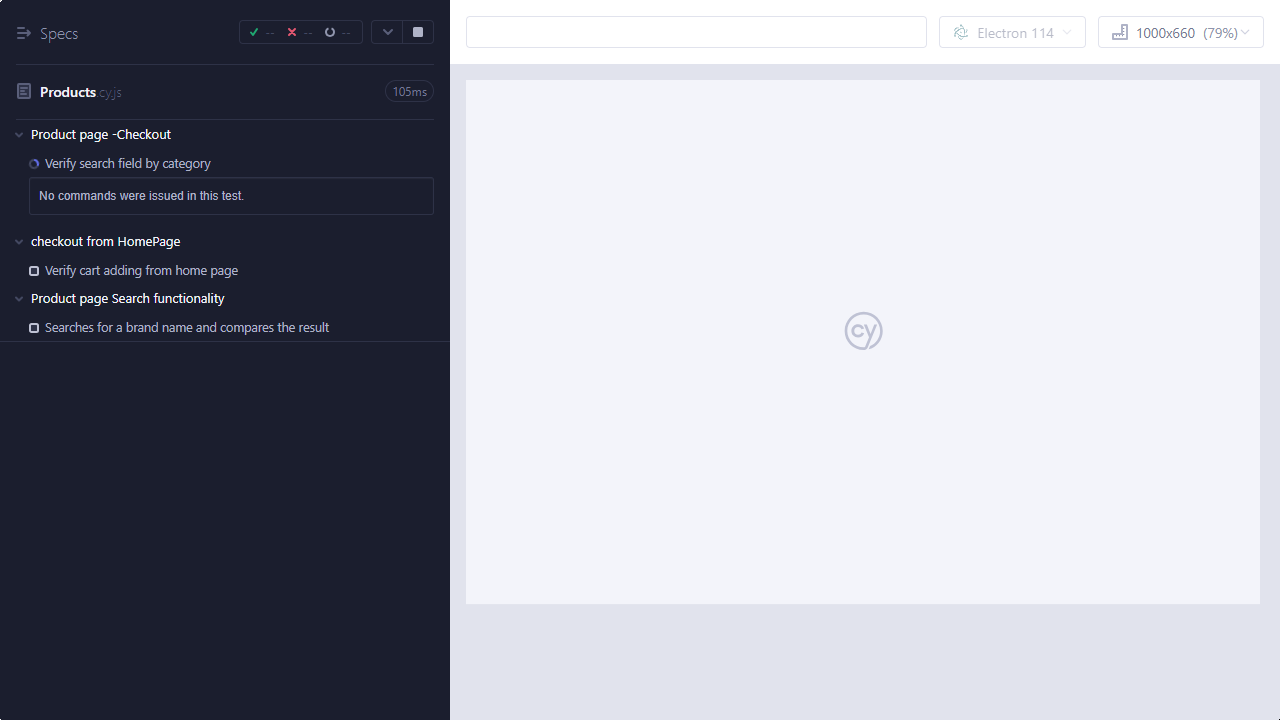 Specs
-- -- --
Electron 114
1000x660 (79%)
Products.cy.js
105ms
Product page -Checkout
Verify search field by category
No commands were issued in this test.
checkout from HomePage
Verify cart adding from home page
Product page Search functionality
Searches for a brand name and compares the result
cy